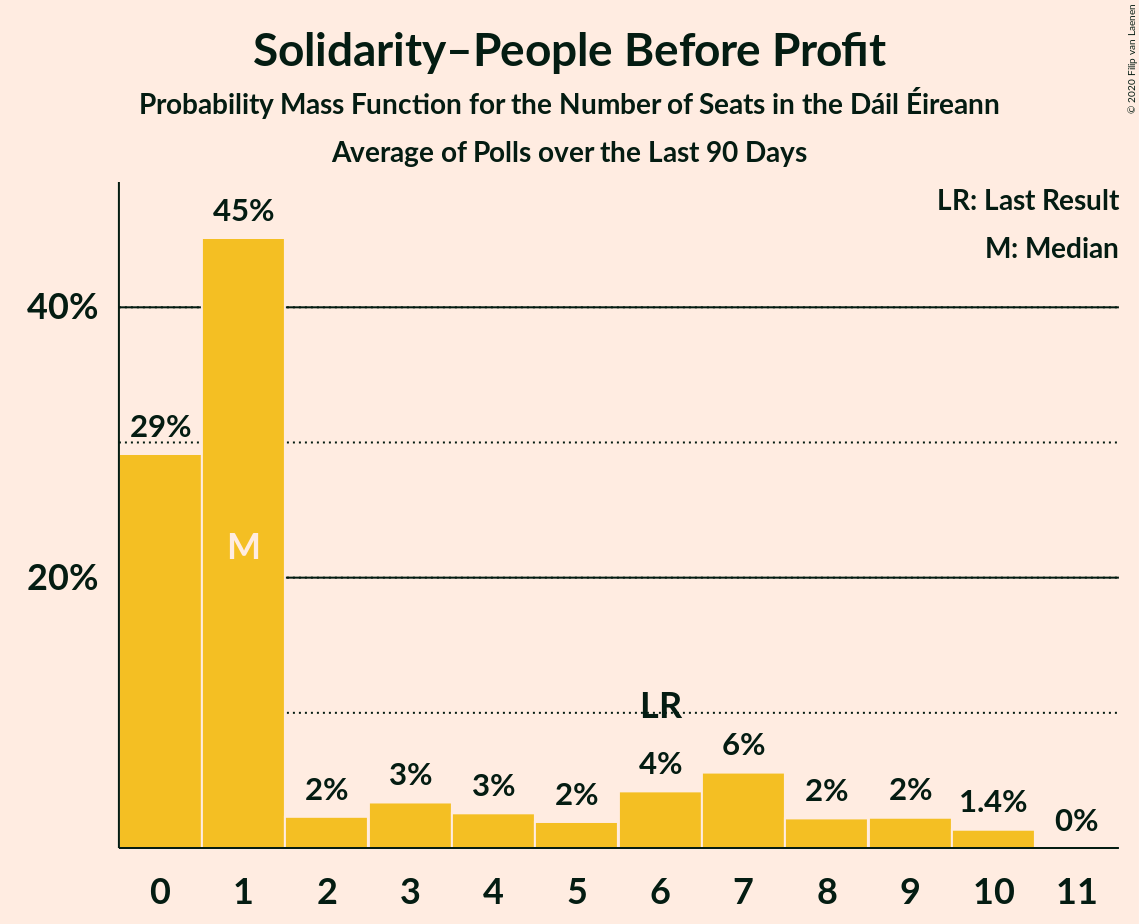 Solidarity–People Before Profit
Probability Mass Function for the Number of Seats in the Dáil Éireann
Average of Polls over the Last 90 Days
© 2020 Filip van Laenen
LR: Last Result
M: Median
45%
40%
29%
M
20%
LR
6%
4%
3%
3%
2%
2%
2%
2%
1.4%
0%
0 1 2 3 4 5 6 7 8 9 10 11